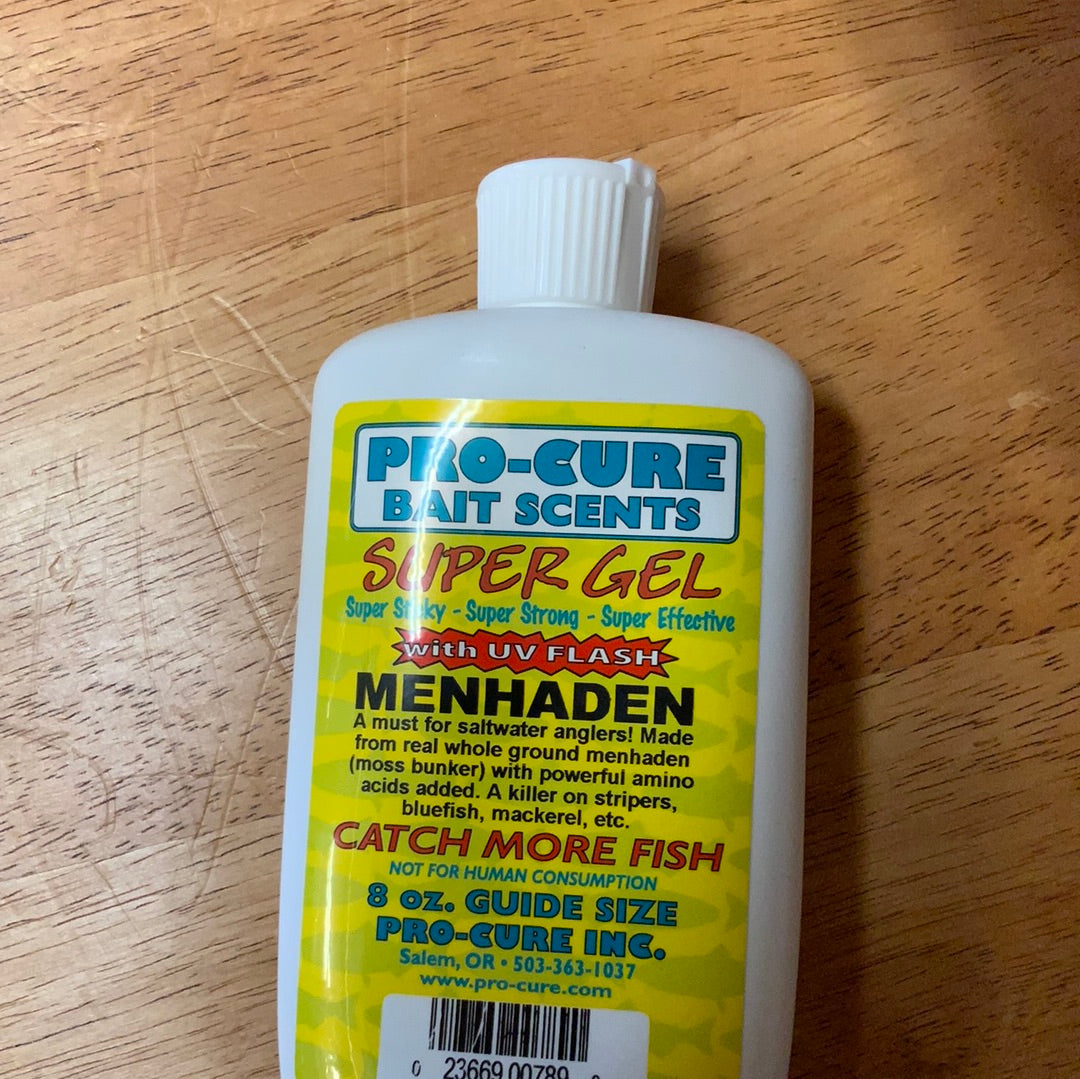 PRO-CURE
BAIT SCENTS
SUPER GEL
Super Sticky - Super Strong - Super Effective
with UV FLASH
MENHADEN
A must for saltwater anglers! Made
from real whole ground menhaden
(moss bunker) with powerful amino
acids added. A killer on stripers,
bluefish, mackerel, etc.
CATCH MORE FISH
NOT FOR HUMAN CONSUMPTION
8 oz. GUIDE SIZE
PRO-CURE INC.
Salem, OR • 503-363-1037
www.pro-cure.com
0 23669 00789